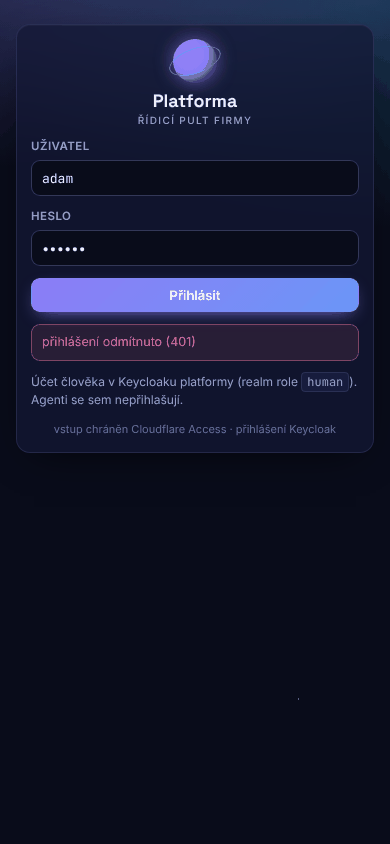 Platforma
ŘÍDICÍ PULT FIRMY
UŽIVATEL
adam
HESLO
••••••
Přihlásit
přihlášení odmítnuto (401)
Účet člověka v Keycloaku platformy (realm role human).
Agenti se sem nepřihlašují.
vstup chráněn Cloudflare Access · přihlášení Keycloak